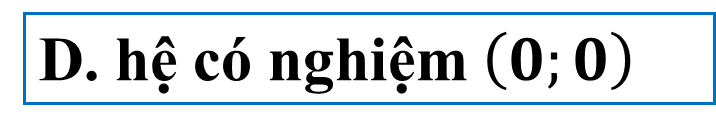 D. hệ có nghiệm (0; 0)